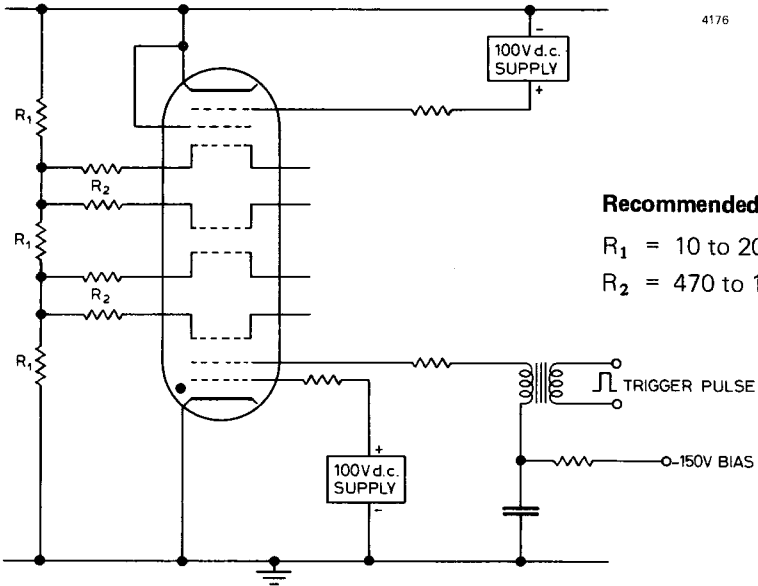 4176
−
100V d.c.
SUPPLY
+
R1
R2
R1
R2
R1
Recommended
R1 = 10 to 20
R2 = 470 to 1
TRIGGER PULSE
-150V BIAS
+
100V d.c.
SUPPLY
−